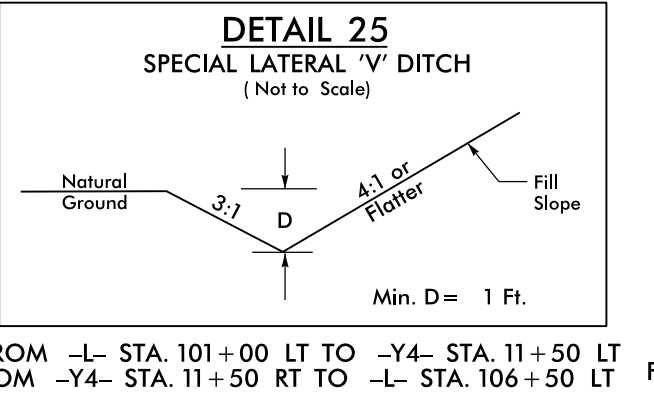 DETAIL 25
SPECIAL LATERAL 'V' DITCH
( Not to Scale)
Natural
Ground
3:1
D
4:1 or
Flatter
Fill
Slope
Min. D= 1 Ft.
ROM -L- STA. 101+00 LT TO -Y4- STA. 11+50 LT
OM -Y4- STA. 11+50 RT TO -L- STA. 106+50 LT
F